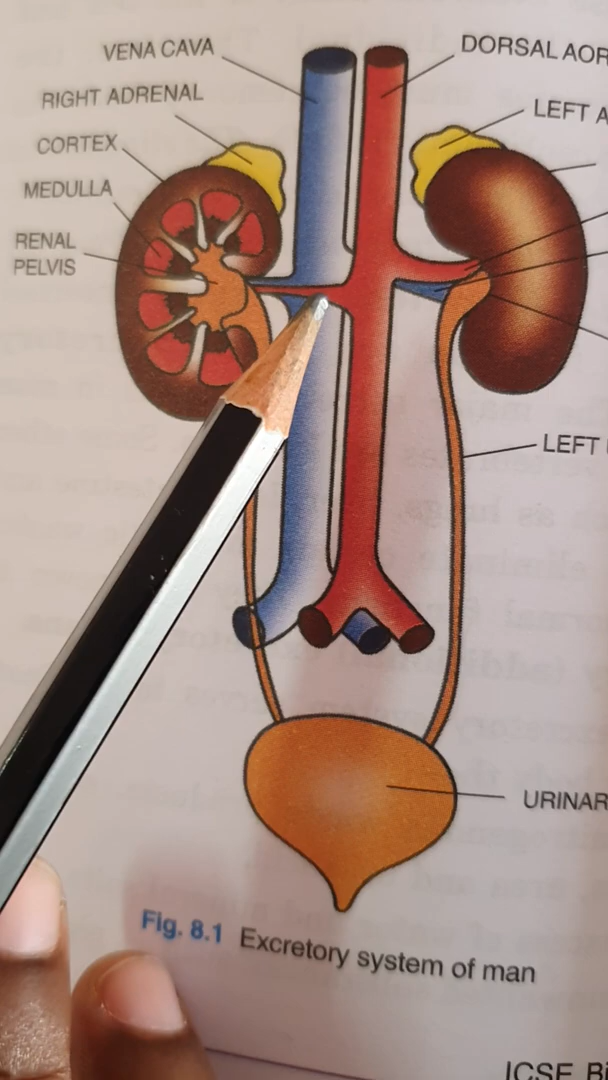 VENA CAVA
DORSAL AOR
RIGHT ADRENAL
LEFT A
CORTEX
MEDULLA
RENAL
PELVIS
LEFT
URINAR
Fig. 8.1 Excretory system of man
ICSE